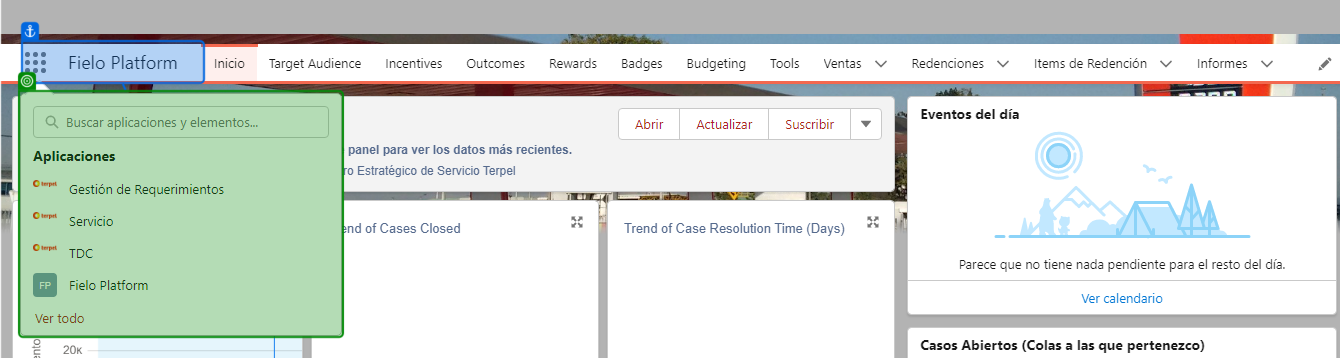 Fielo Platform
Inicio
Target Audience
Incentives
Outcomes
Rewards
Badges
Budgeting
Tools
Ventas
Redenciones
Items de Redención
Informes
Buscar aplicaciones y elementos...
Aplicaciones
terpel
Gestión de Requerimientos
terpel
Servicio
terpel
TDC
FP
Fielo Platform
Ver todo
Abrir
Actualizar
Suscribir
panel para ver los datos más recientes.
ro Estratégico de Servicio Terpel
end of Cases Closed
Trend of Case Resolution Time (Days)
20K
Eventos del día
Parece que no tiene nada pendiente para el resto del día.
Ver calendario
Casos Abiertos (Colas a las que pertenezco)